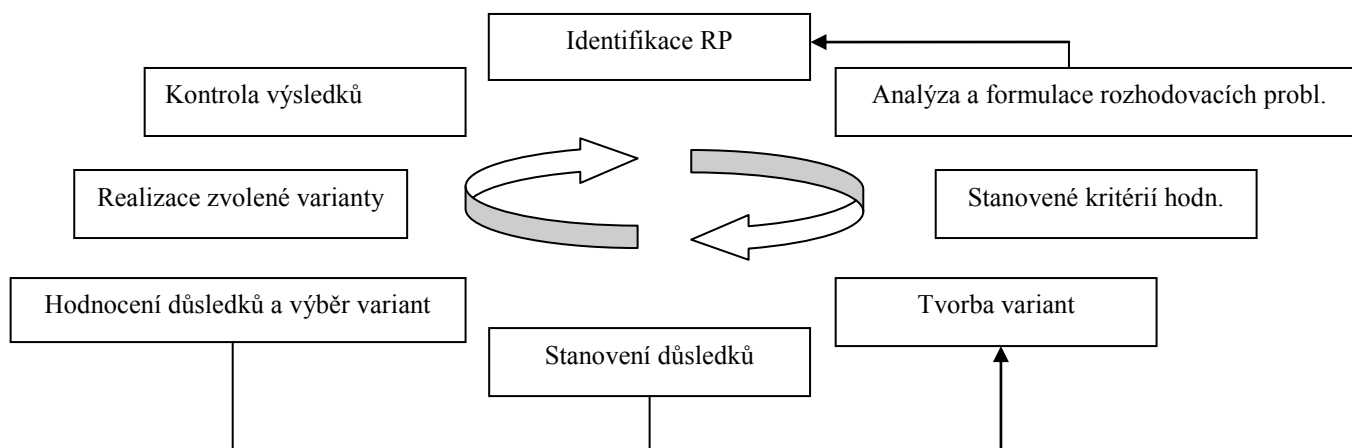 Identifikace RP
Kontrola výsledků
Analýza a formulace rozhodovacích probl.
Realizace zvolené varianty
Stanovené kritérií hodn.
Hodnocení důsledků a výběr variant
Tvorba variant
Stanovení důsledků